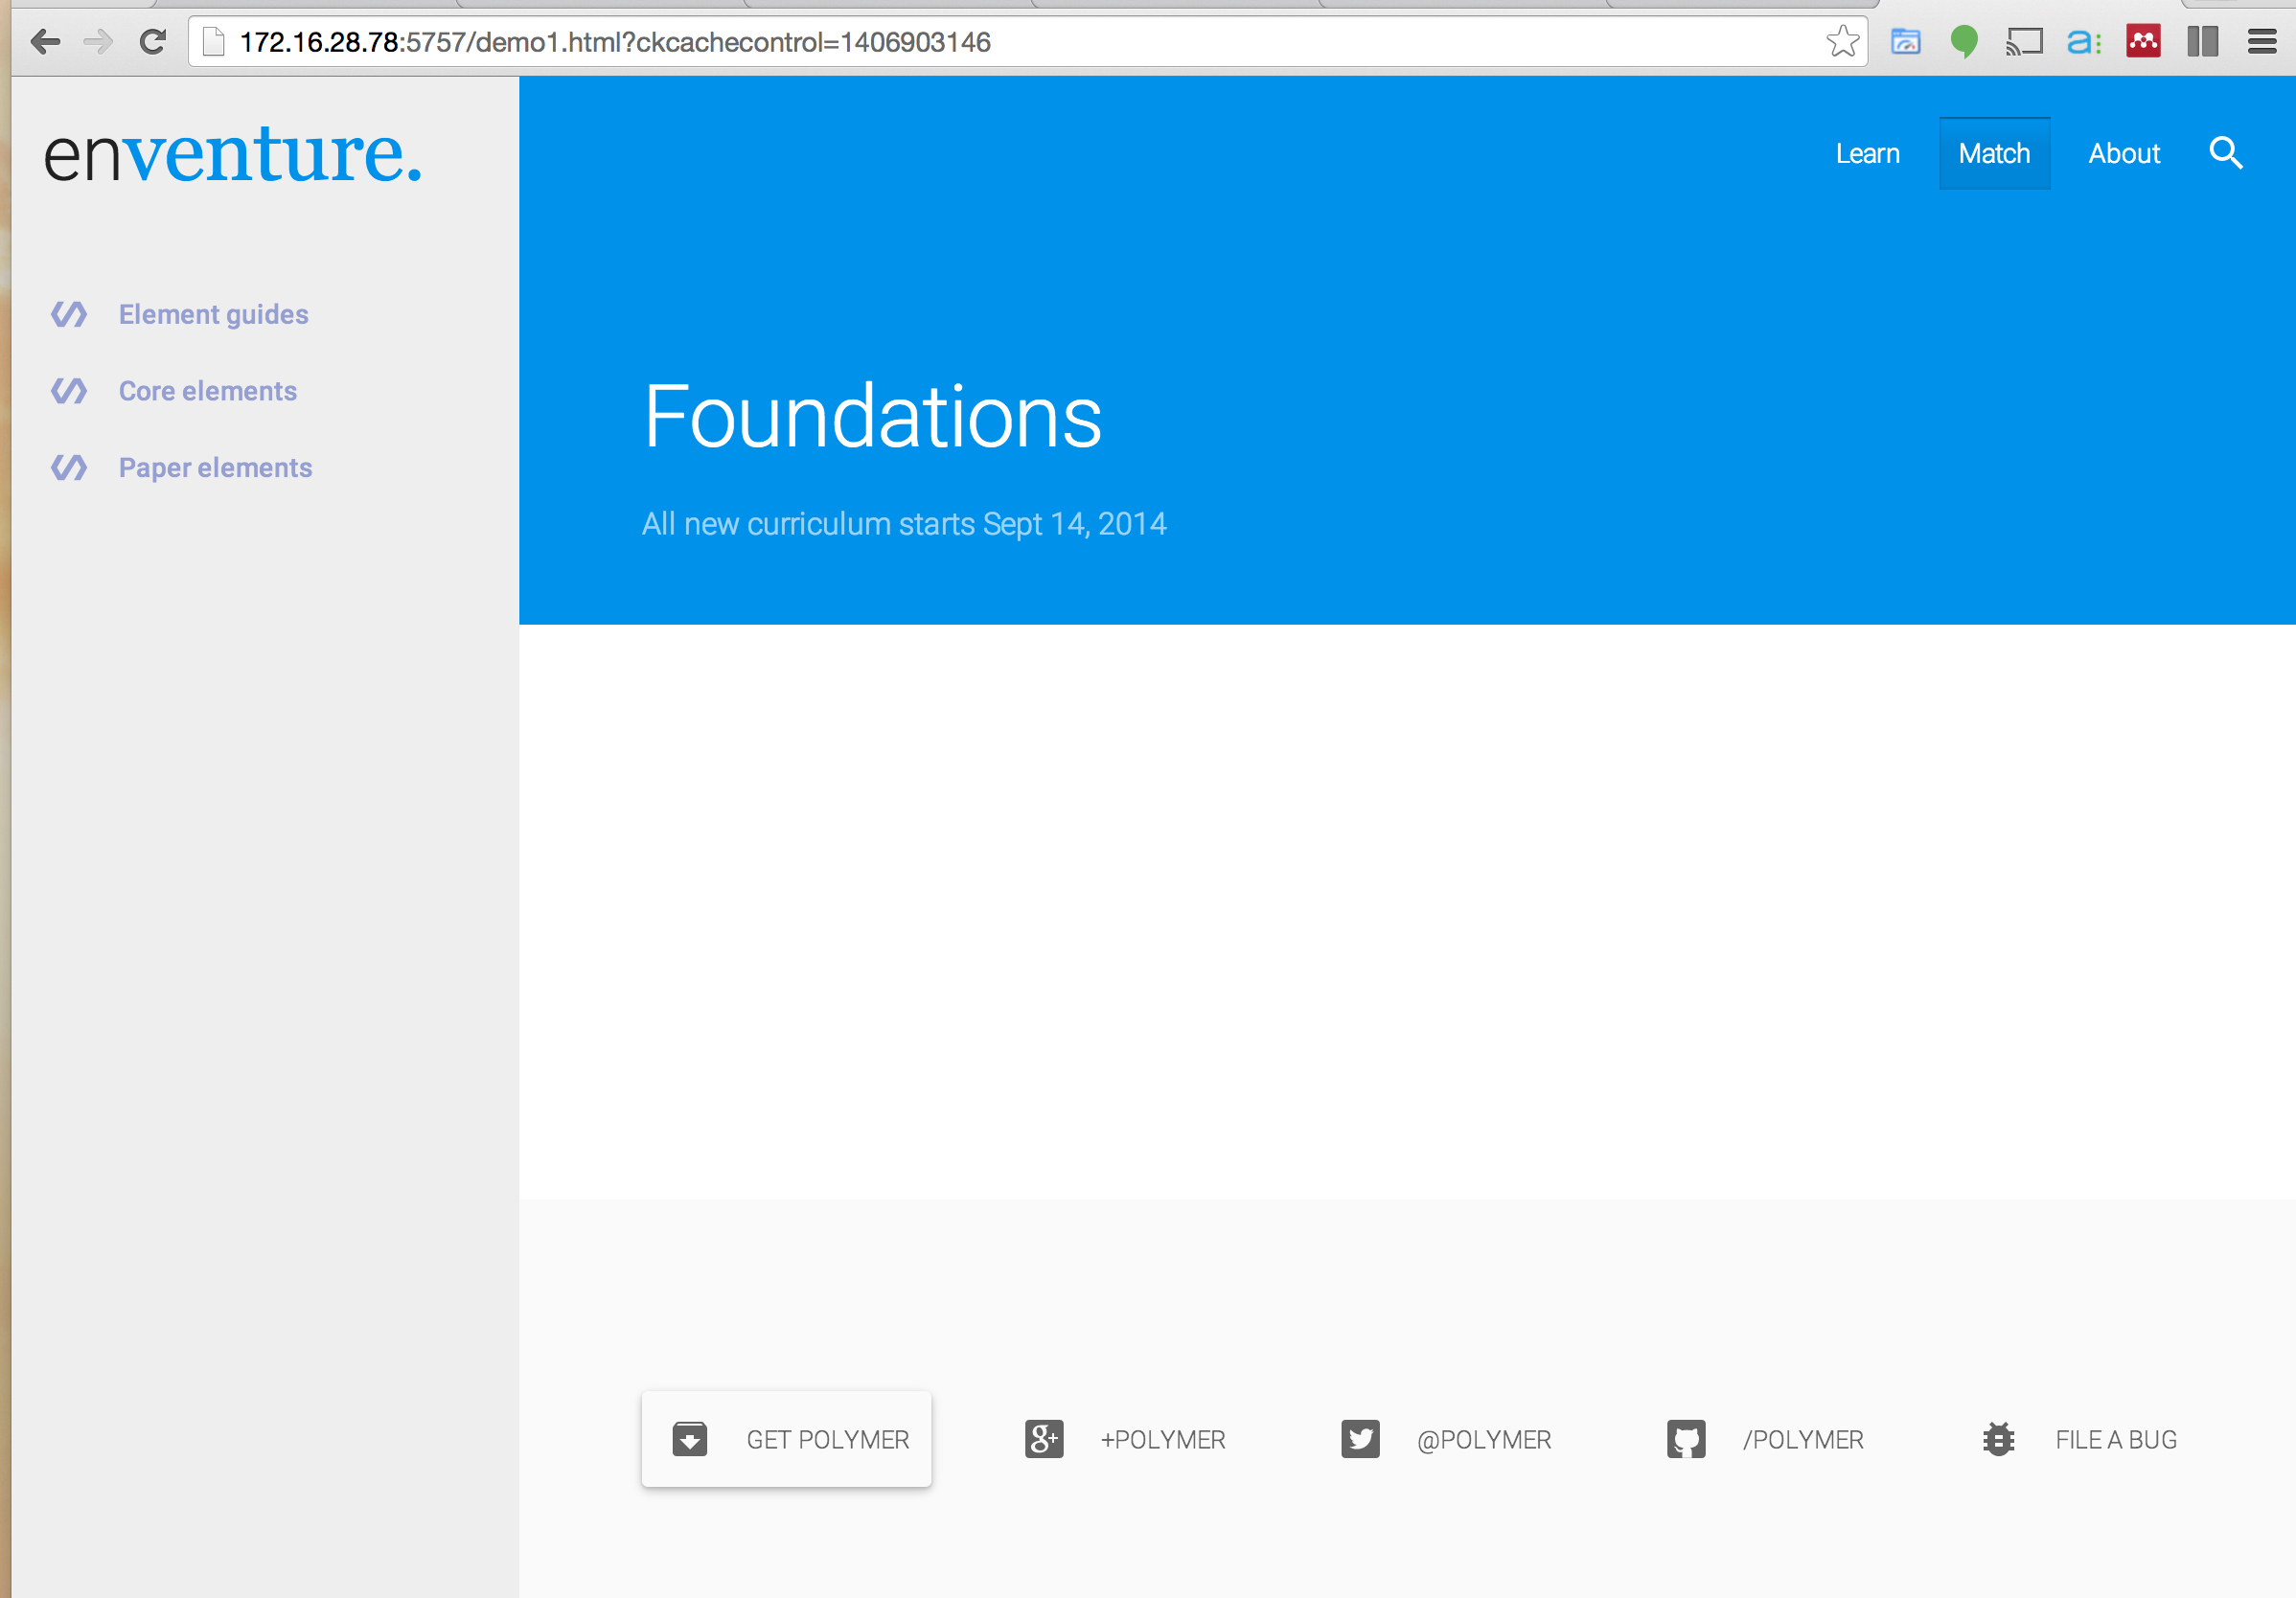 172.16.28.78:5757/demo1.html?ckcachecontrol=1406903146
enventure.
Learn Match About
Element guides
Core elements
Paper elements
Foundations
All new curriculum starts Sept 14, 2014
GET POLYMER +POLYMER @POLYMER /POLYMER FILE A BUG